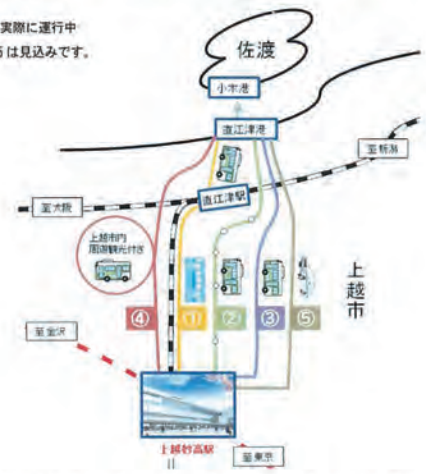 実際に運行中
は見込みです。
佐渡
小木港
直江津港
至新潟
直江津駅
至大阪
上越市内
周遊観光付き
上越市
④
①
②
③
⑤
至金沢
上越妙高駅
至東京